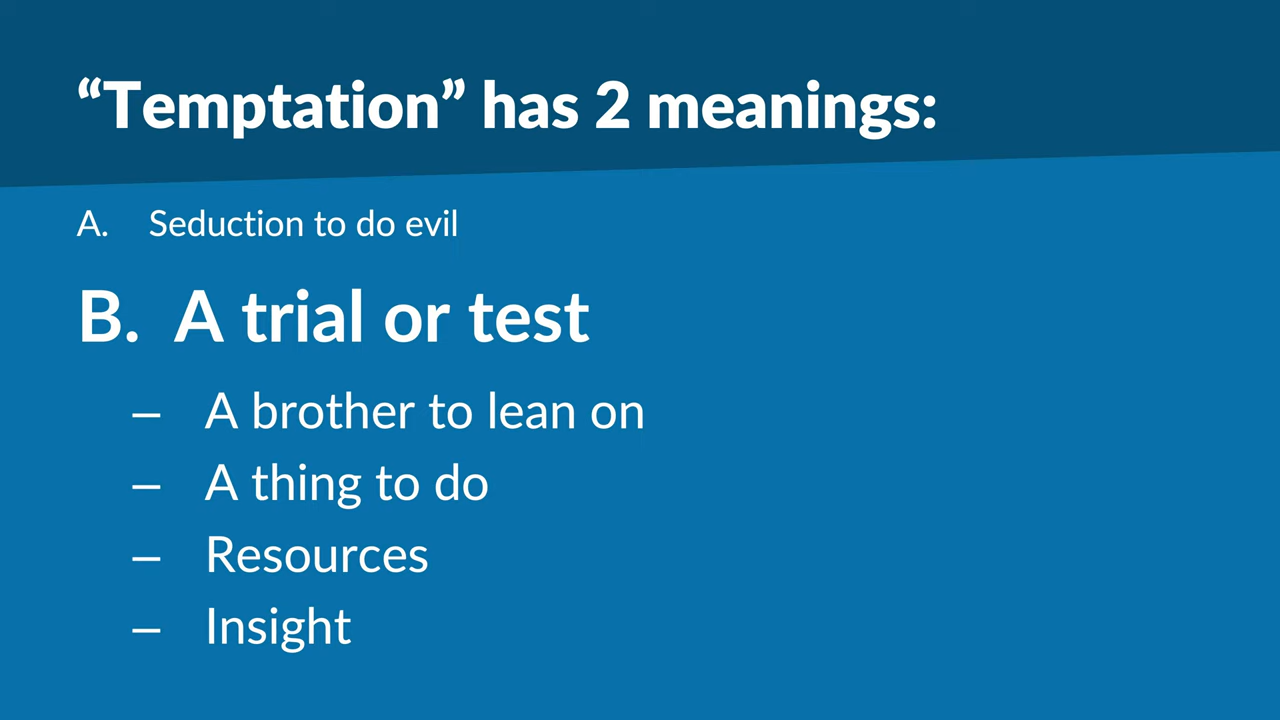 “Temptation” has 2 meanings:
A. Seduction to do evil
B. A trial or test
– A brother to lean on
– A thing to do
– Resources
– Insight